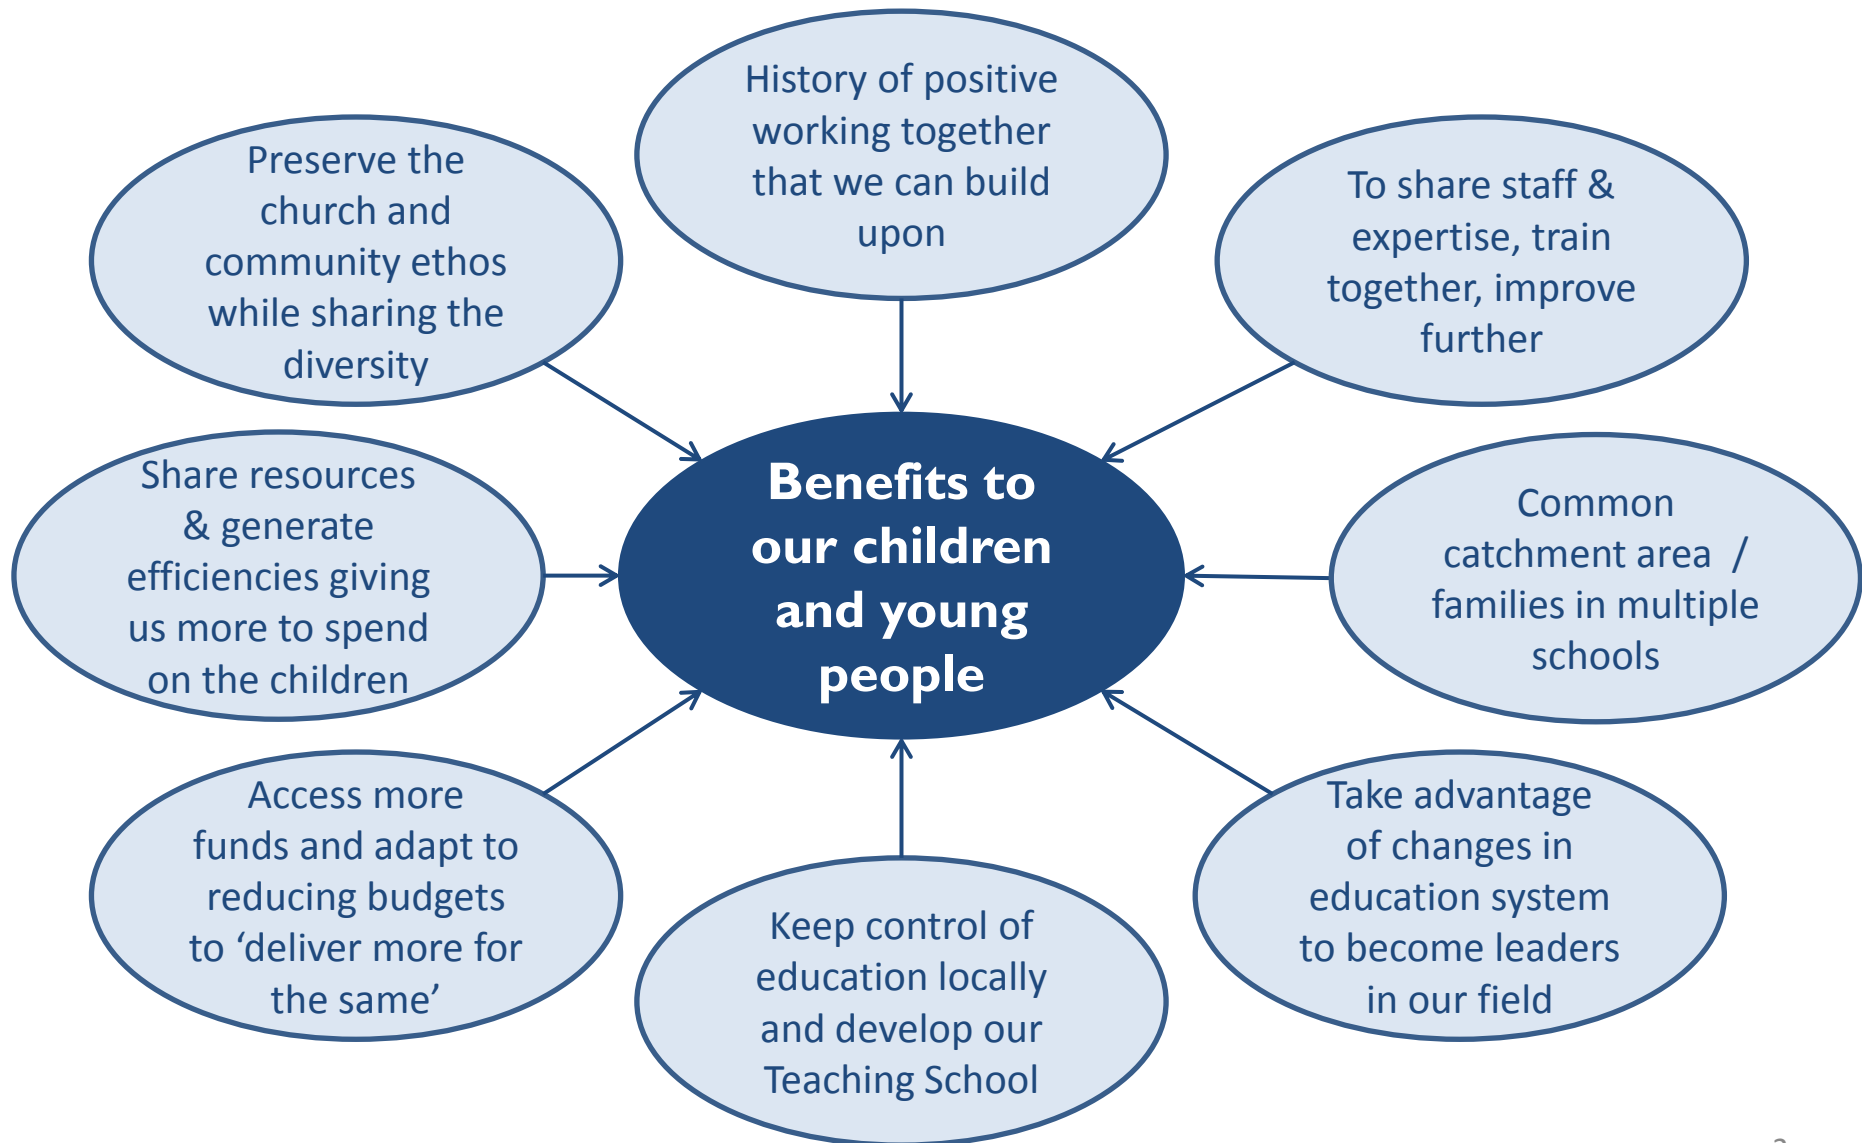 History of positive
working together
that we can build
upon
Preserve the
church and
community ethos
while sharing the
diversity
To share staff &
expertise, train
together, improve
further
Share resources
& generate
efficiencies giving
us more to spend
on the children
Benefits to
our children
and young
people
Common
catchment area  /
families in multiple
schools
Access more
funds and adapt to
reducing budgets
to ‘deliver more for
the same’
Keep control of
education locally
and develop our
Teaching School
Take advantage
of changes in
education system
to become leaders
in our field